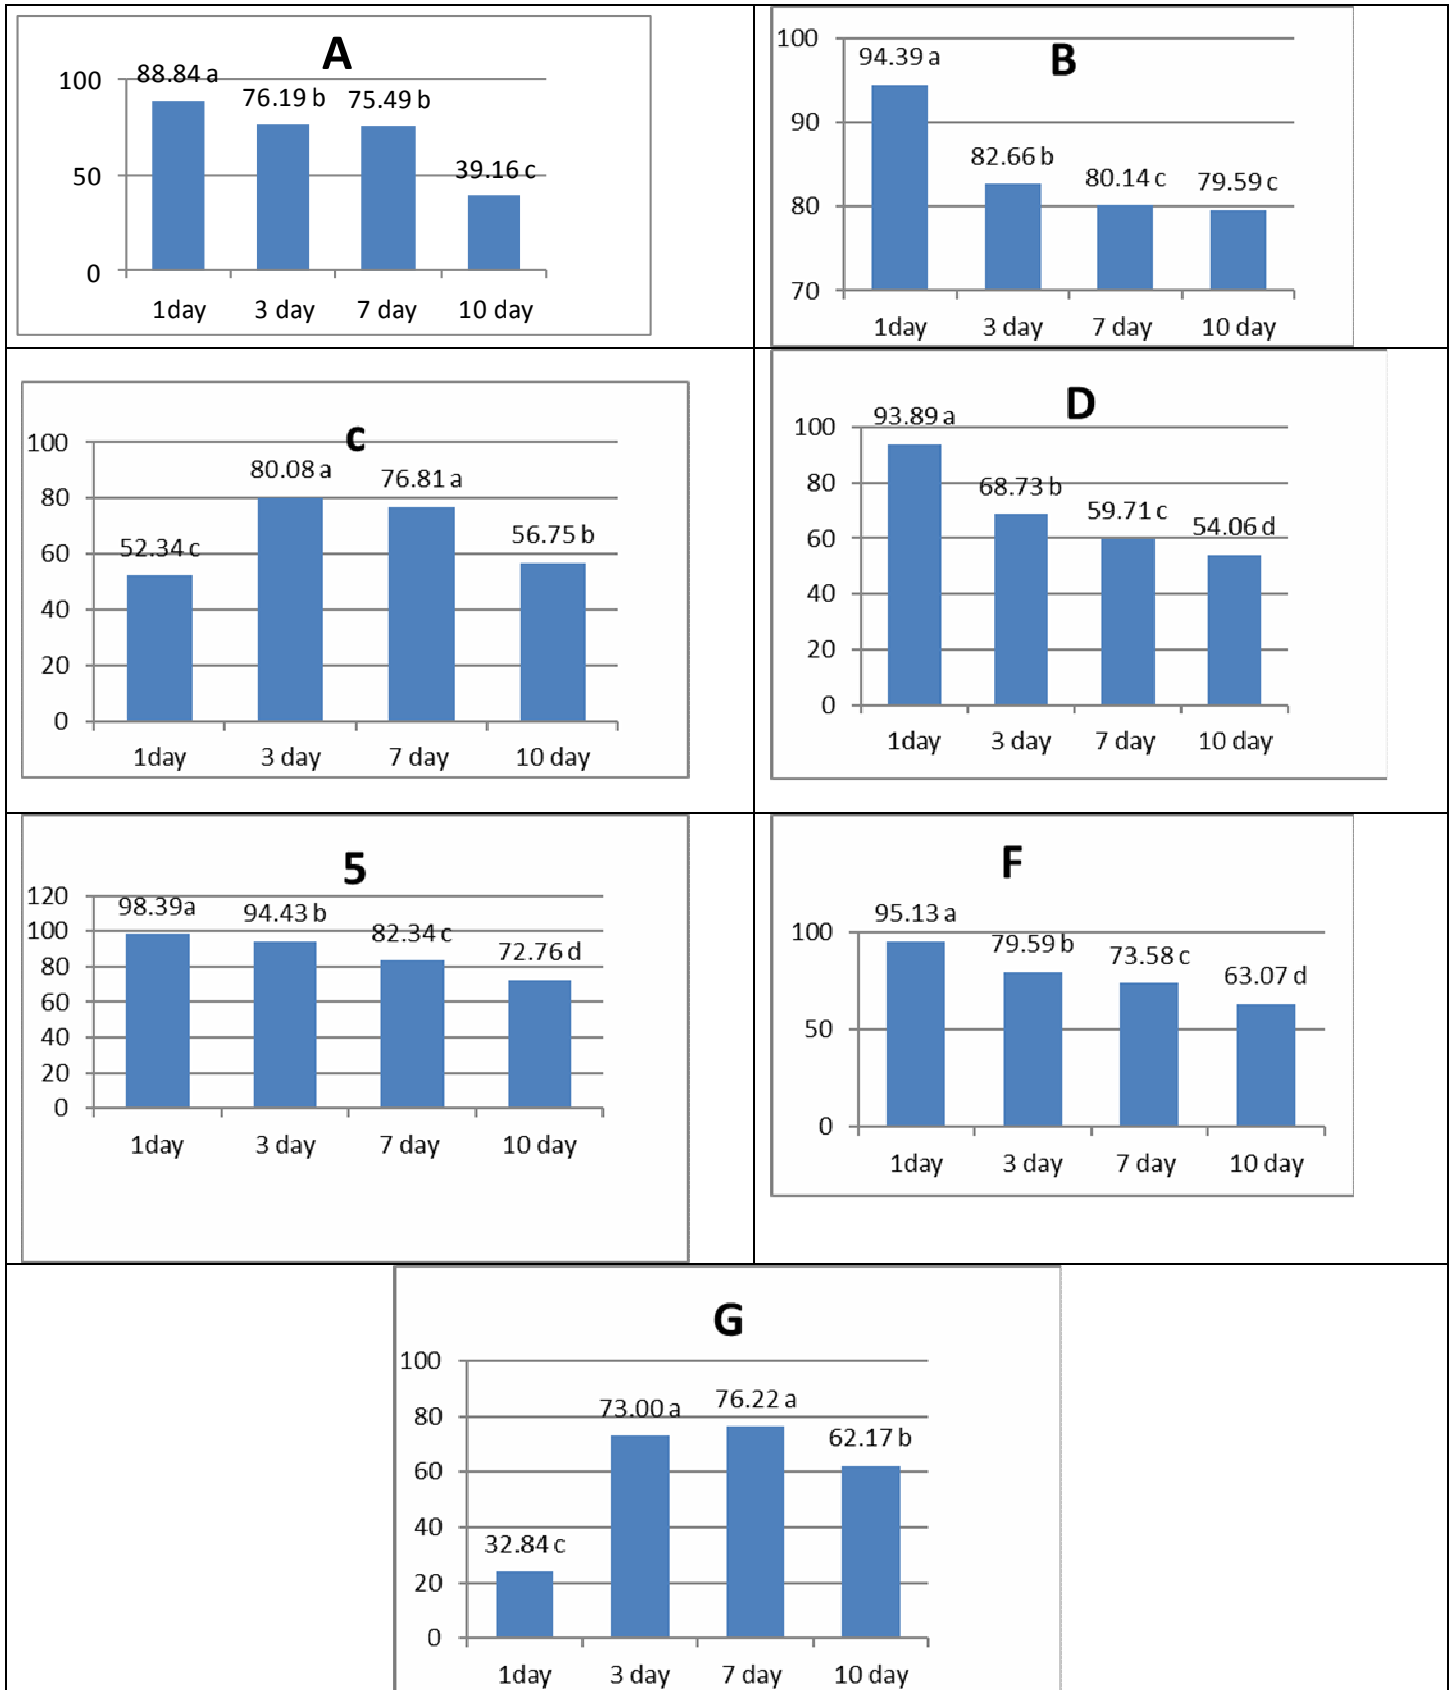 A
100
50
0
88.84 a
76.19 b
75.49 b
39.16 c
1day 3 day 7 day 10 day
B
100
90
80
70
94.39 a
82.66 b
80.14 c
79.59 c
1day 3 day 7 day 10 day
c
100
80
60
40
20
0
52.34 c
80.08 a
76.81 a
56.75 b
1day 3 day 7 day 10 day
D
100
80
60
40
20
0
93.89 a
68.73 b
59.71 c
54.06 d
1day 3 day 7 day 10 day
5
120
100
80
60
40
20
0
98.39a
94.43 b
82.34 c
72.76 d
1day 3 day 7 day 10 day
F
100
50
0
95.13 a
79.59 b
73.58 c
63.07 d
1day 3 day 7 day 10 day
G
100
80
60
40
20
0
32.84 c
73.00 a
76.22 a
62.17 b
1day 3 day 7 day 10 day